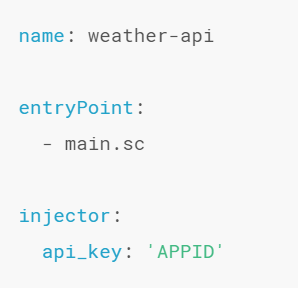 name: weather-api
entryPoint:
  - main.sc
injector:
  api_key: 'APPID'